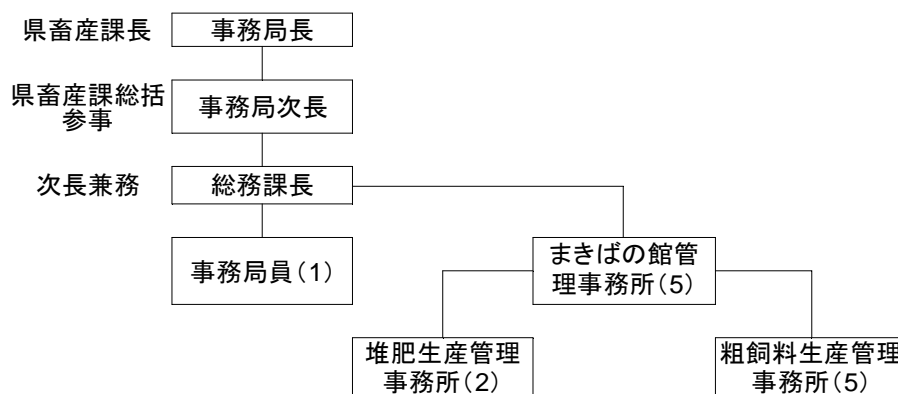 県畜産課長
事務局長
県畜産課総括
参事
事務局次長
次長兼務
総務課長
事務局員(1)
まきばの館管
理事務所(5)
堆肥生産管理
事務所(2)
粗飼料生産管理
事務所(5)